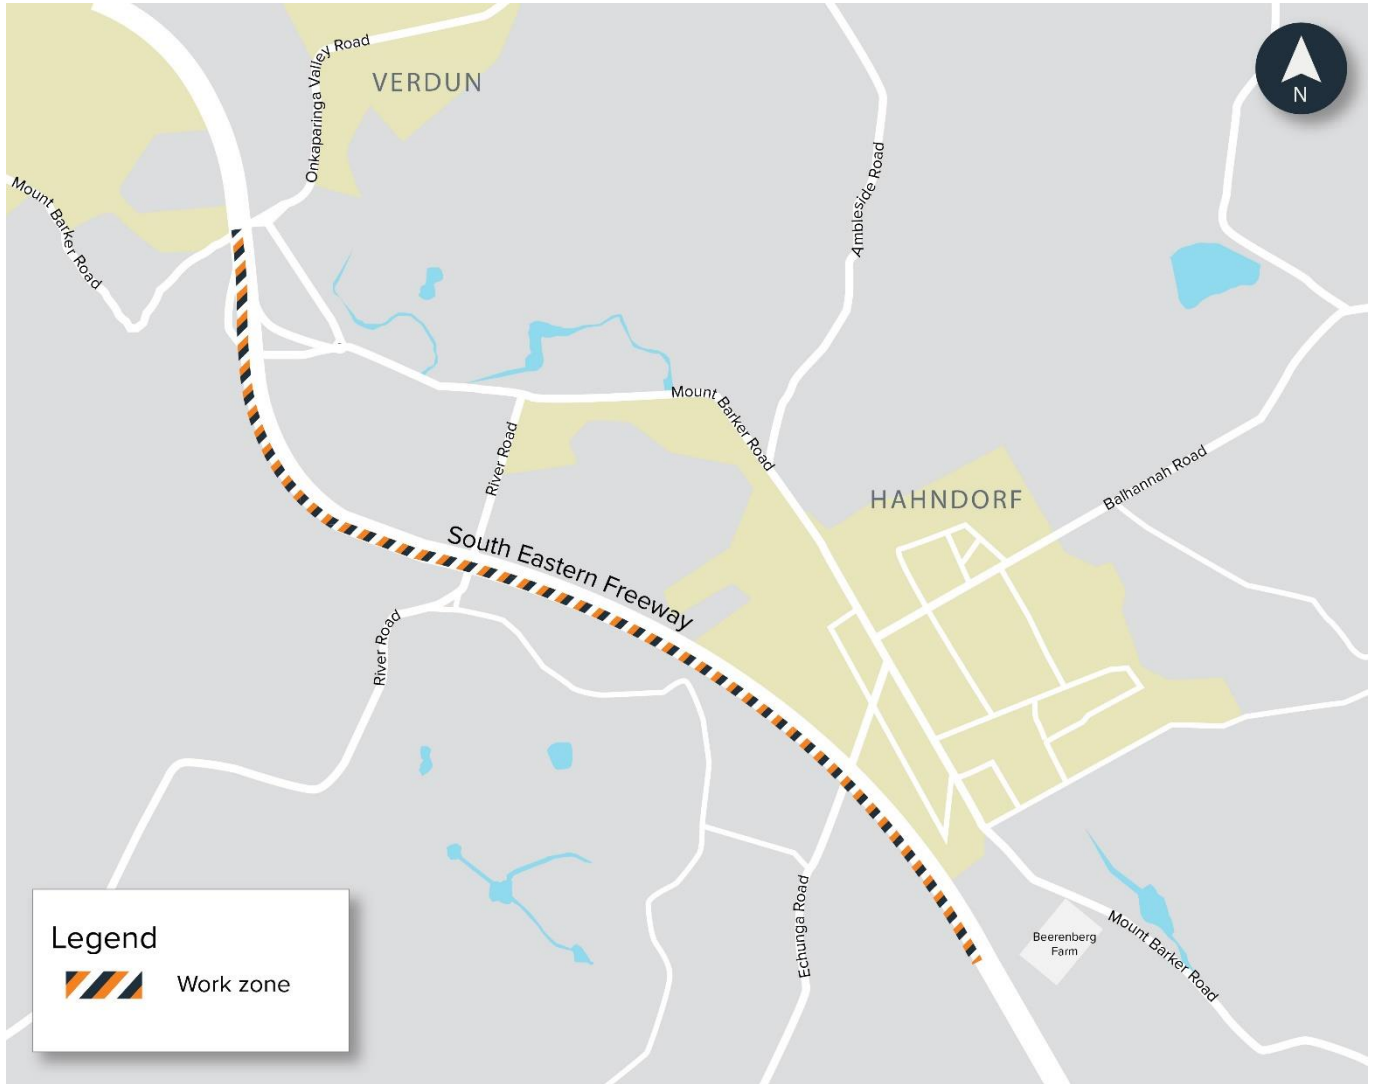 Onkaparinga Valley Road
VERDUN
N
Mount Barker Road
Ambleside Road
Mount Barker Road
River Road
HAHNDORF
Balhannah Road
South Eastern Freeway
River Road
Echunga Road
Beerenberg
Farm
Mount Barker Road
Legend
Work zone